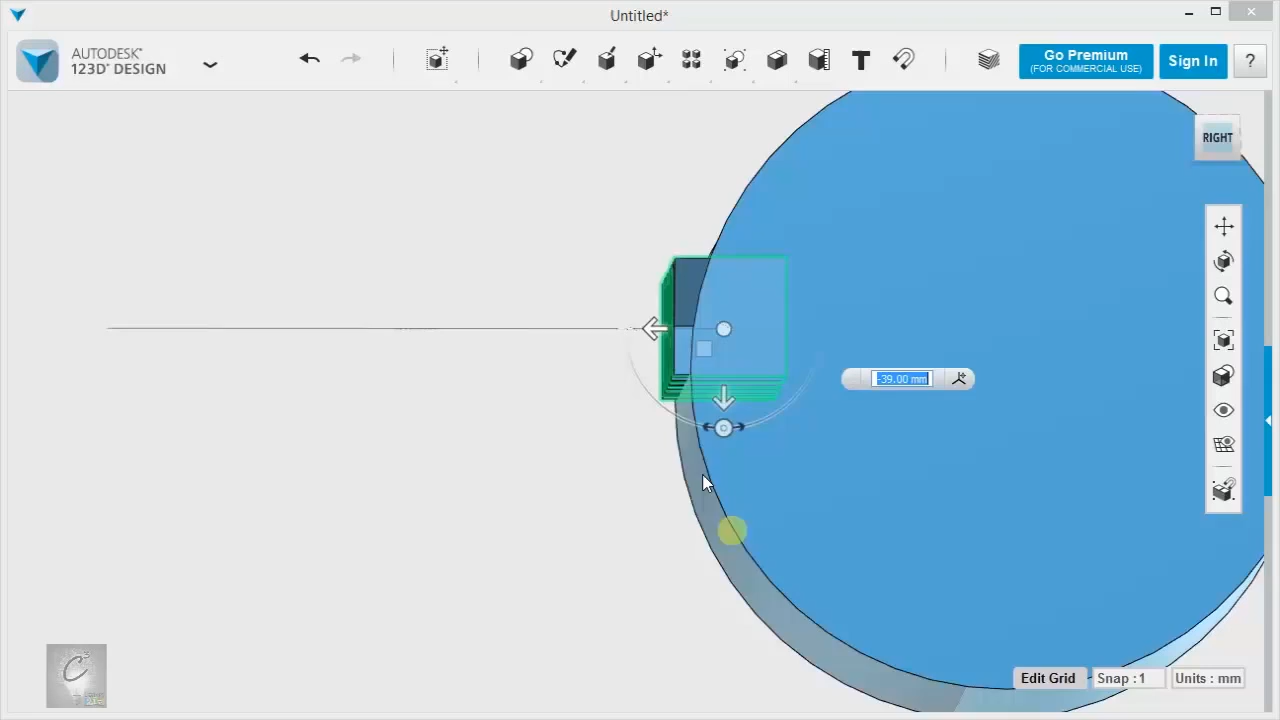 Untitled*
AUTODESK®
123D® DESIGN
Go Premium
(FOR COMMERCIAL USE)
Sign In
?
RIGHT
-39.00 mm
Edit Grid
Snap : 1
Units : mm